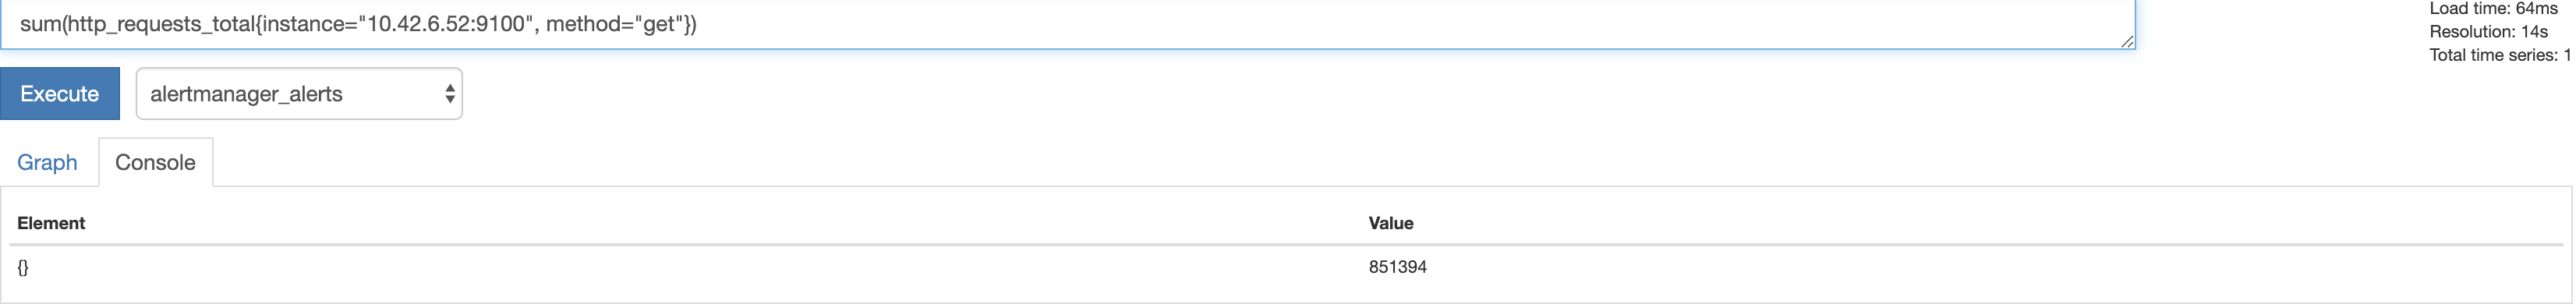 sum(http_requests_total{instance="10.42.6.52:9100", method="get"})
Load time: 64ms
Resolution: 14s
Total time series: 1
Execute
alertmanager_alerts
Graph
Console
Element
Value
{}
851394